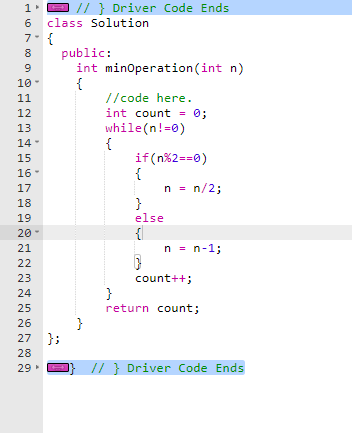 1 // } Driver Code Ends
6 class Solution
7 {
8   public:
9     int minOperation(int n)
10     {
11         //code here.
12         int count = 0;
13         while(n!=0)
14         {
15             if(n%2==0)
16             {
17                 n = n/2;
18             }
19             else
20             {
21                 n = n-1;
22             }
23             count++;
24         }
25         return count;
26     }
27 };
28
29 }  // } Driver Code Ends